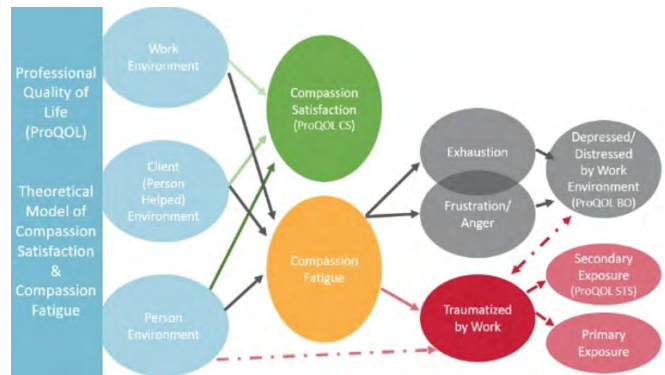 Professional
Quality of
Life
(ProQOL)
Theoretical
Model of
Compassion
Satisfaction
&
Compassion
Fatigue
Work
Environment
Client
(Person
Helped)
Environment
Person
Environment
Compassion
Satisfaction
(ProQOL CS)
Compassion
Fatigue
Exhaustion
Frustration/
Anger
Traumatized
by Work
Depressed/
Distressed
by Work
Environment
(ProQOL BO)
Secondary
Exposure
(ProQOL STS)
Primary
Exposure